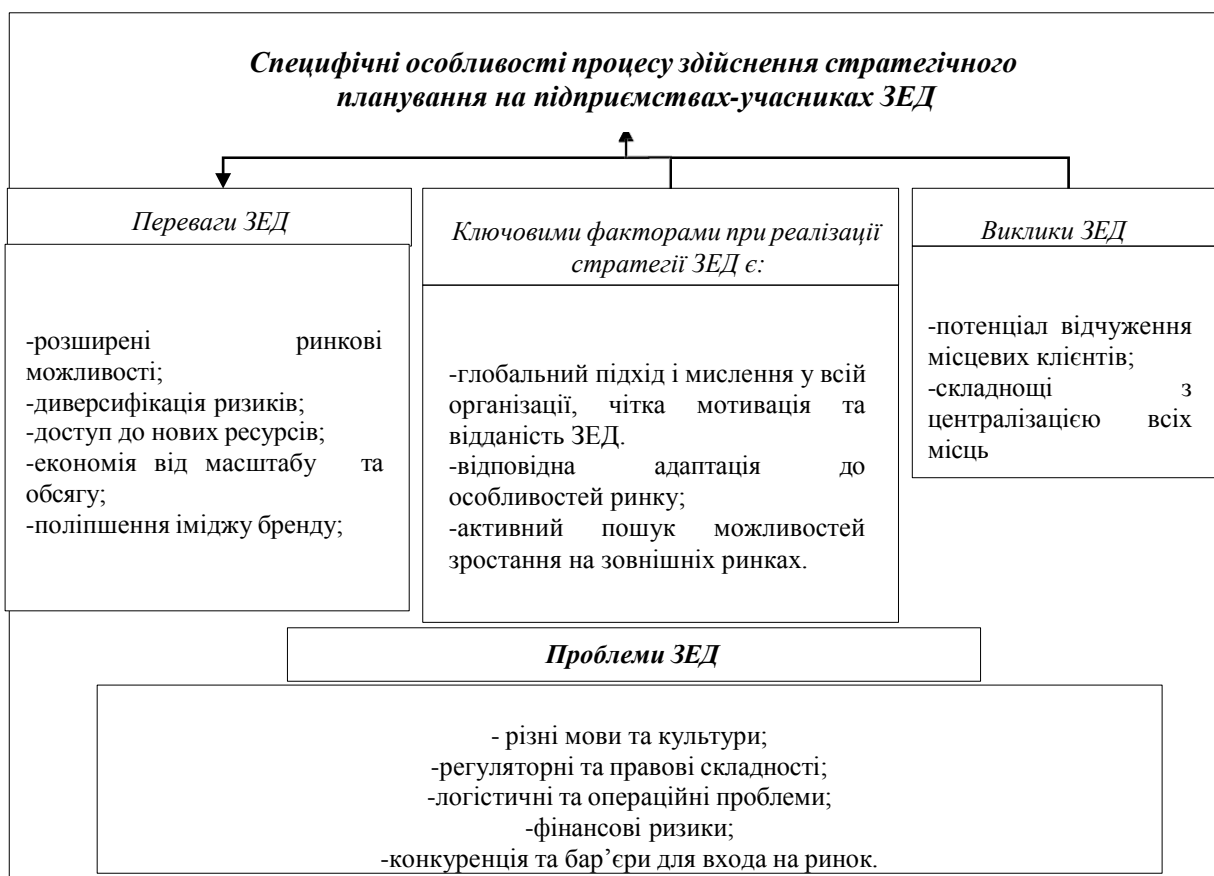 Специфічні особливості процесу здійснення стратегічного
планування на підприємствах-учасниках ЗЕД
Переваги ЗЕД
-розширені ринкові
можливості;
-диверсифікація ризиків;
-доступ до нових ресурсів;
-економія від масштабу та
обсягу;
-поліпшення іміджу бренду;
Ключовими факторами при реалізації
стратегії ЗЕД є:
-глобальний підхід і мислення у всій
організації, чітка мотивація та
відданість ЗЕД.
-відповідна адаптація до
особливостей ринку;
-активний пошук можливостей
зростання на зовнішніх ринках.
Виклики ЗЕД
-потенціал відчуження
місцевих клієнтів;
-складнощі з
централізацією всіх
місць
Проблеми ЗЕД
- різні мови та культури;
-регуляторні та правові складності;
-логістичні та операційні проблеми;
-фінансові ризики;
-конкуренція та бар’єри для входа на ринок.